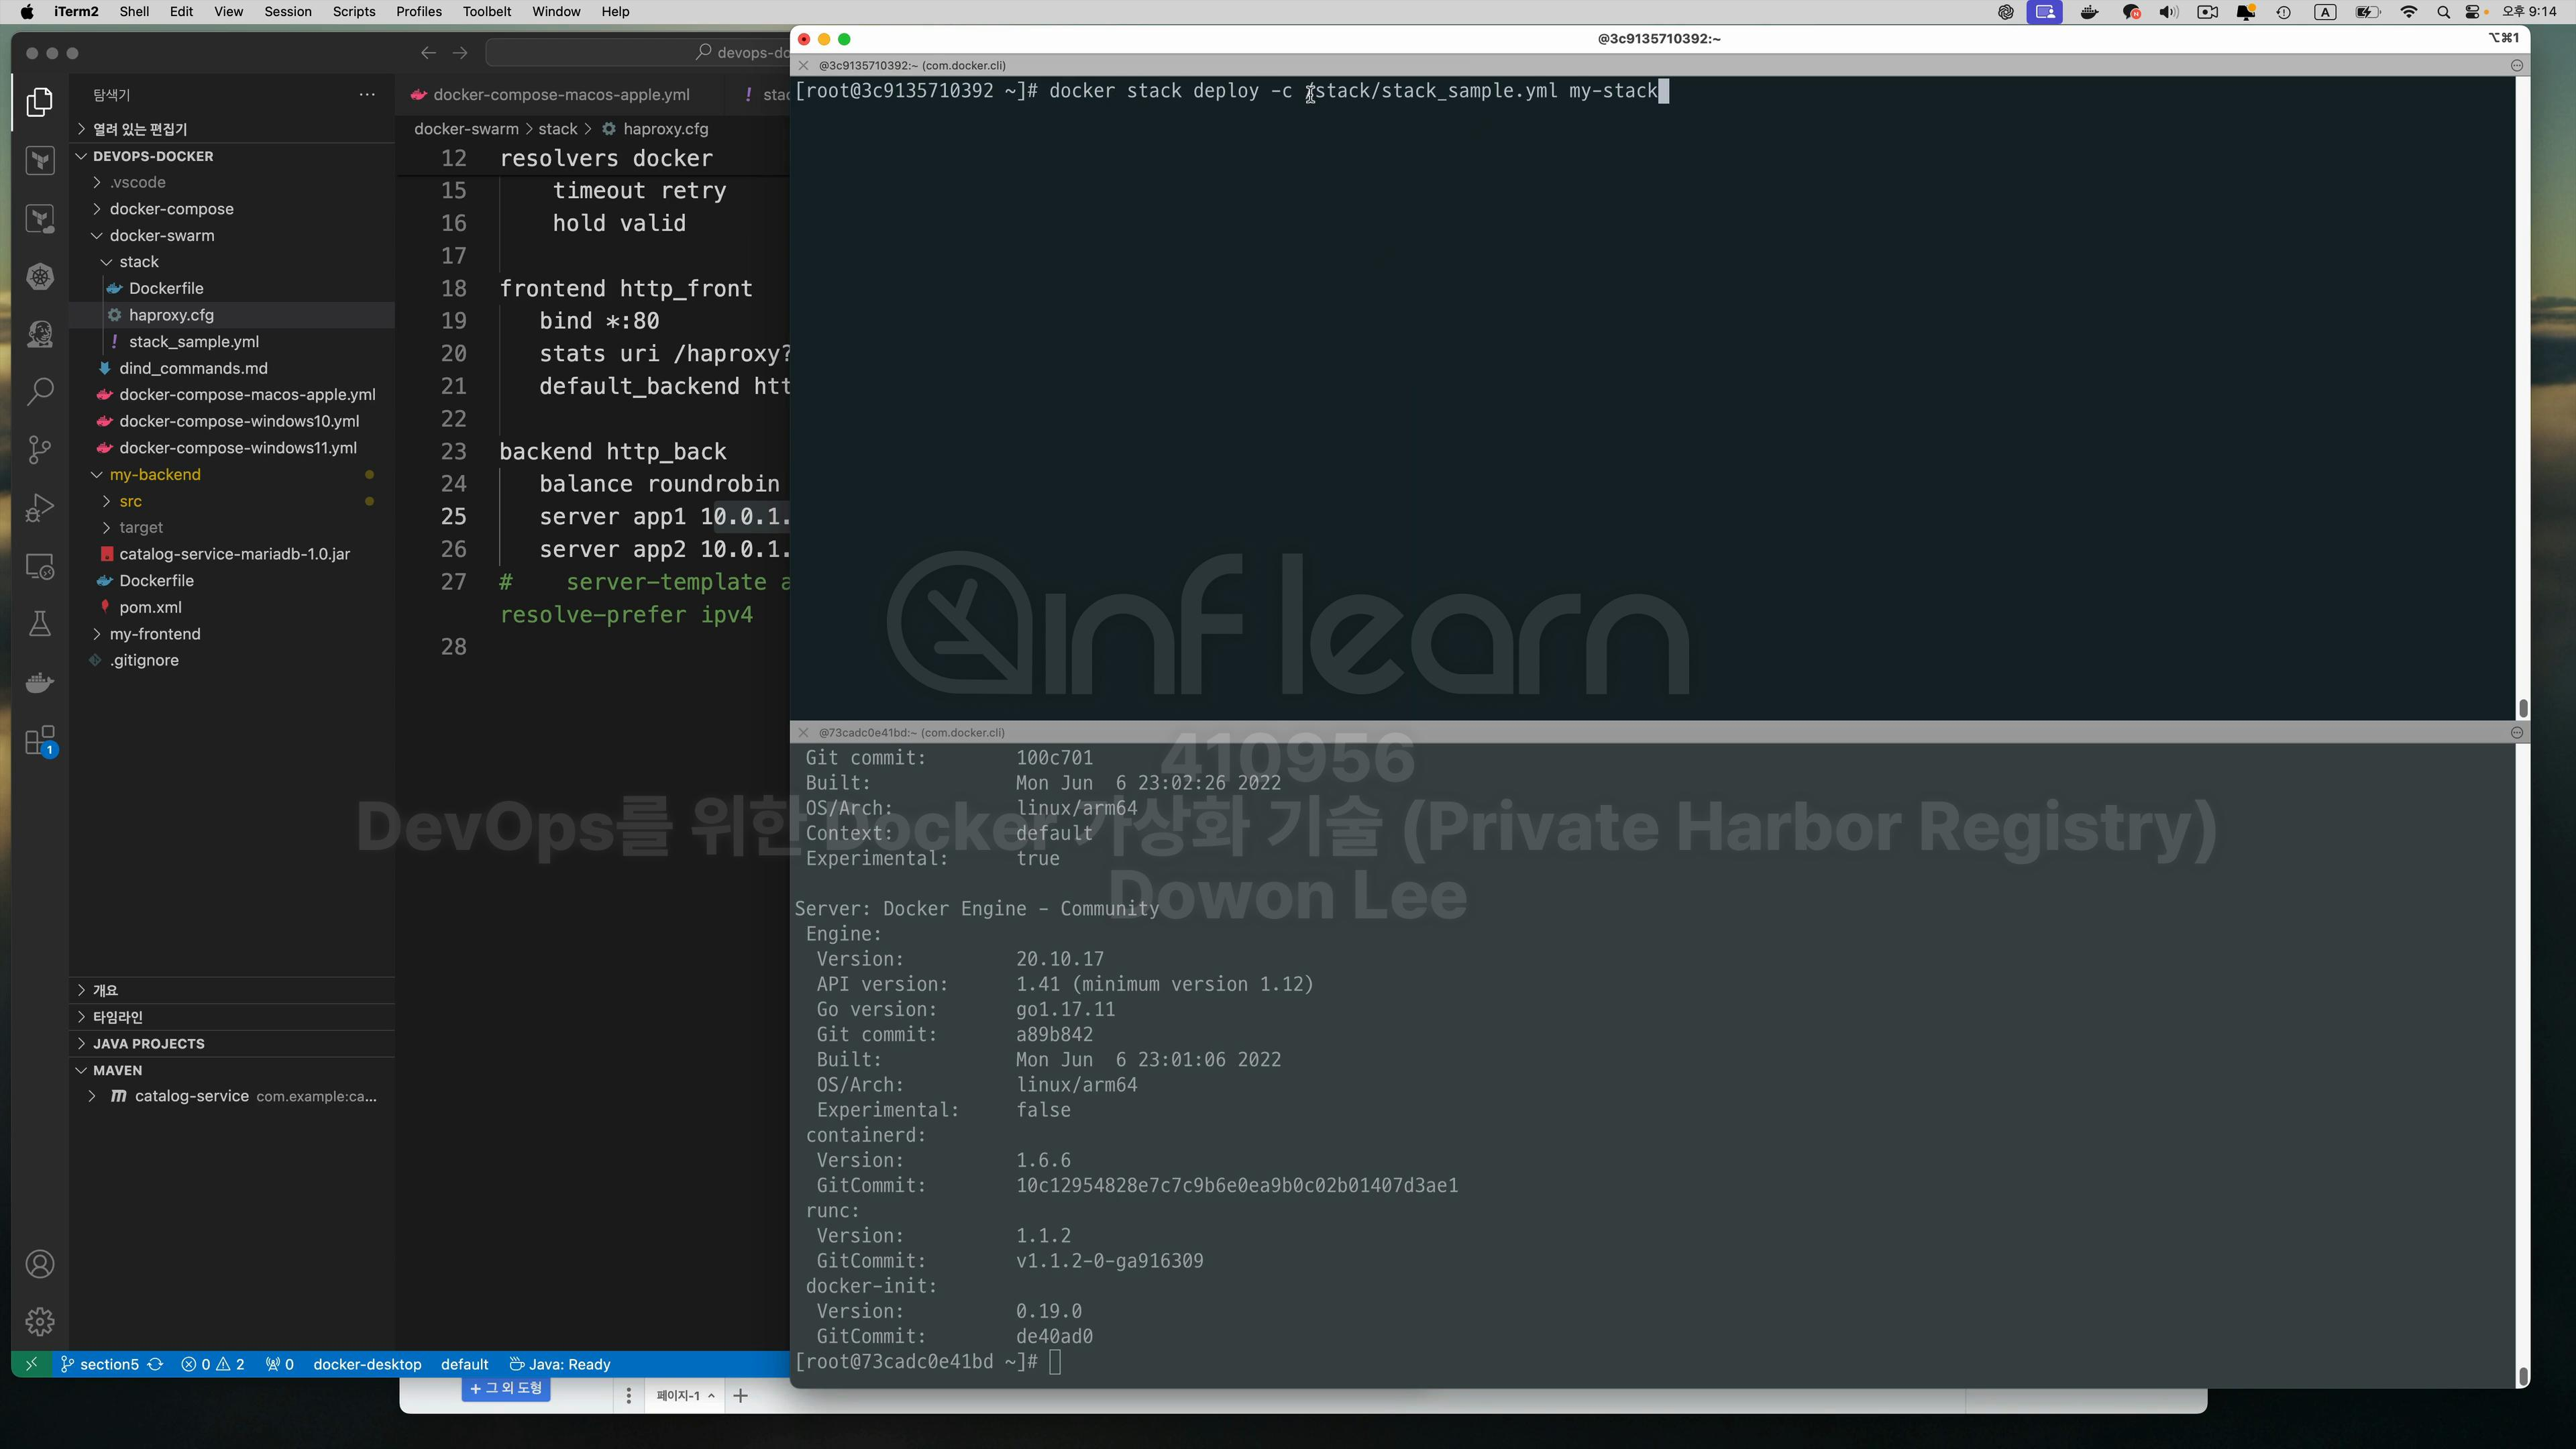 iTerm2 Shell Edit View Session Scripts Profiles Toolbelt Window Help
오후 9:14
devops-do
@3c9135710392:~
⌥⌘1
탐색기
열려 있는 편집기
DEVOPS-DOCKER
.vscode
docker-compose
docker-swarm
stack
Dockerfile
haproxy.cfg
stack_sample.yml
dind_commands.md
docker-compose-macos-apple.yml
docker-compose-windows10.yml
docker-compose-windows11.yml
my-backend
src
target
catalog-service-mariadb-1.0.jar
Dockerfile
pom.xml
my-frontend
.gitignore
개요
타임라인
JAVA PROJECTS
MAVEN
catalog-service com.example:ca...
1
docker-compose-macos-apple.yml
! stac
docker-swarm > stack > haproxy.cfg
12 resolvers docker
15 timeout retry
16 hold valid
17
18 frontend http_front
19 bind *:80
20 stats uri /haproxy?
21 default_backend htt
22
23 backend http_back
24 balance roundrobin
25 server app1 10.0.1.
26 server app2 10.0.1.
27 # server-template a
resolve-prefer ipv4
28
section5 0 2 0 docker-desktop default Java: Ready
+ 그 외 도형
페이지-1
@3c9135710392:~ (com.docker.cli)
[root@3c9135710392 ~]# docker stack deploy -c /stack/stack_sample.yml my-stack
@73cadc0e41bd:~ (com.docker.cli)
Git commit: 100c701
Built: Mon Jun 6 23:02:26 2022
OS/Arch: linux/arm64
Context: default
Experimental: true
Server: Docker Engine - Community
Engine:
Version: 20.10.17
API version: 1.41 (minimum version 1.12)
Go version: go1.17.11
Git commit: a89b842
Built: Mon Jun 6 23:01:06 2022
OS/Arch: linux/arm64
Experimental: false
containerd:
Version: 1.6.6
GitCommit: 10c12954828e7c7c9b6e0ea9b0c02b01407d3ae1
runc:
Version: 1.1.2
GitCommit: v1.1.2-0-ga916309
docker-init:
Version: 0.19.0
GitCommit: de40ad0
[root@73cadc0e41bd ~]#
inflearn
410956
DevOps를 위한 Docker 가상화 기술 (Private Harbor Registry)
Dowon Lee